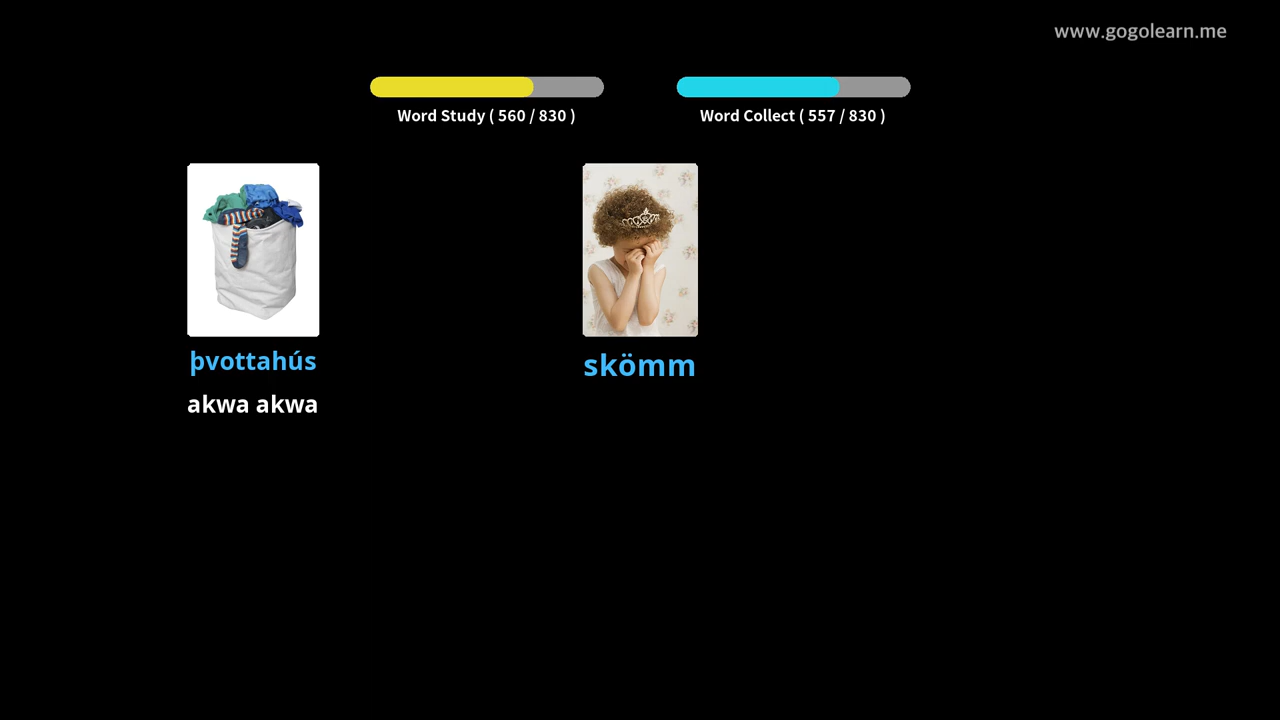 www.gogolearn.me
Word Study ( 560 / 830 )
Word Collect ( 557 / 830 )
þvottahús
akwa akwa
skömm